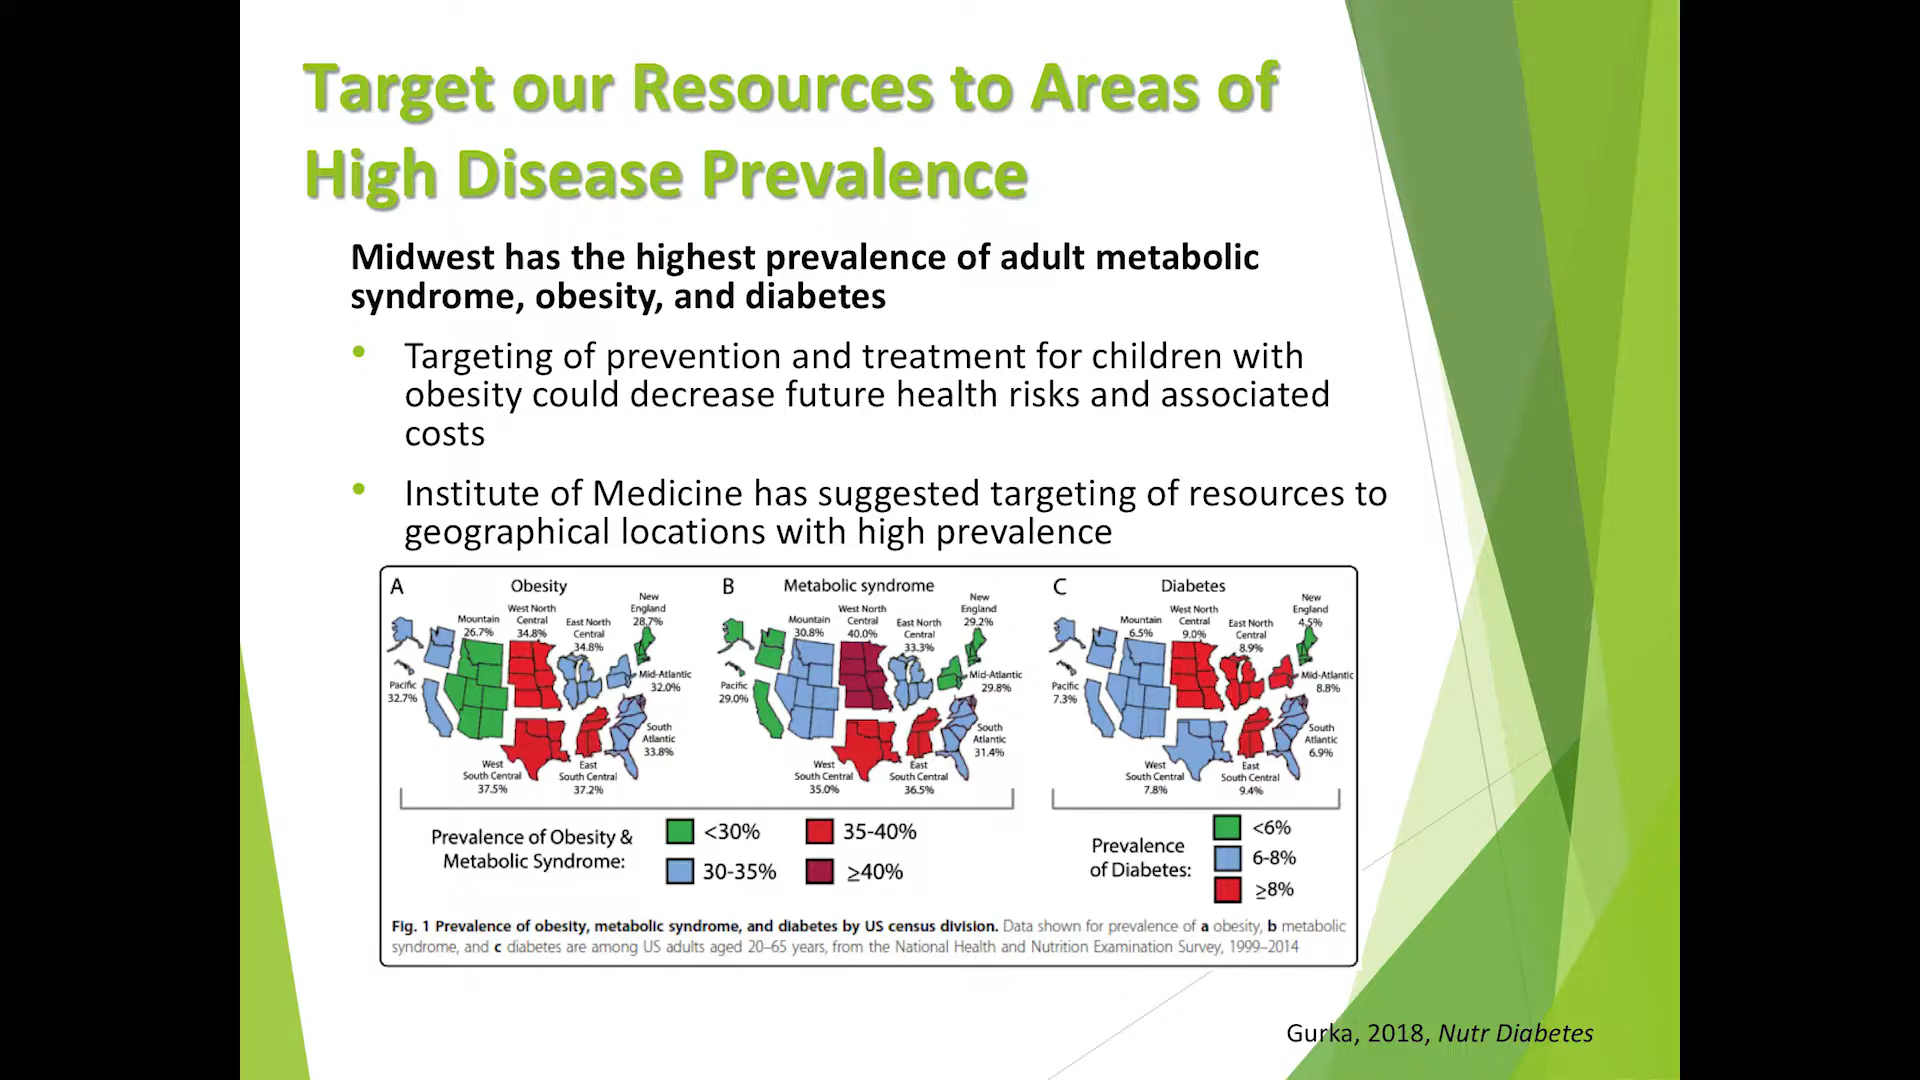 Target our Resources to Areas of
High Disease Prevalence
Midwest has the highest prevalence of adult metabolic
syndrome, obesity, and diabetes
• Targeting of prevention and treatment for children with
obesity could decrease future health risks and associated
costs
• Institute of Medicine has suggested targeting of resources to
geographical locations with high prevalence
A
Obesity
Mountain
26.7%
West North
Central
34.8%
East North
Central
34.8%
New
England
28.7%
Pacific
32.7%
Mid-Atlantic
32.0%
South
Atlantic
33.8%
West
South Central
37.5%
East
South Central
37.2%
B
Metabolic syndrome
Mountain
30.8%
West North
Central
40.0%
East North
Central
33.3%
New
England
29.2%
Pacific
29.0%
Mid-Atlantic
29.8%
South
Atlantic
31.4%
West
South Central
35.0%
East
South Central
36.5%
C
Diabetes
Mountain
6.5%
West North
Central
9.0%
East North
Central
8.9%
New
England
4.5%
Pacific
7.3%
Mid-Atlantic
8.8%
South
Atlantic
6.9%
West
South Central
7.8%
East
South Central
9.4%
Prevalence of Obesity &
Metabolic Syndrome:
<30%
35-40%
30-35%
≥40%
Prevalence
of Diabetes:
<6%
6-8%
≥8%
Fig. 1 Prevalence of obesity, metabolic syndrome, and diabetes by US census division. Data shown for prevalence of a obesity, b metabolic
syndrome, and c diabetes are among US adults aged 20–65 years, from the National Health and Nutrition Examination Survey, 1999–2014
Gurka, 2018, Nutr Diabetes